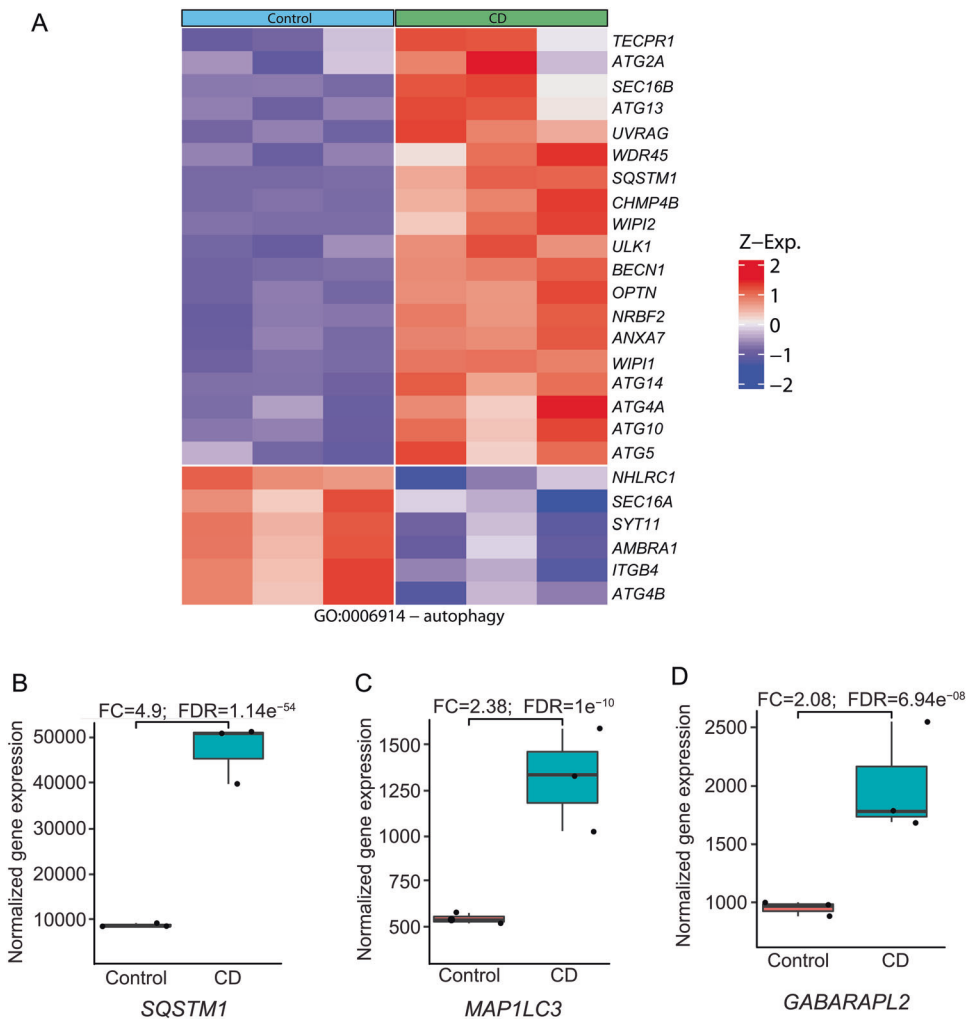 A
Control CD
TECPR1
ATG2A
SEC16B
ATG13
UVRAG
WDR45
SQSTM1
CHMP4B
WIPI2
ULK1
BECN1
OPTN
NRBF2
ANXA7
WIPI1
ATG14
ATG4A
ATG10
ATG5
NHLRC1
SEC16A
SYT11
AMBRA1
ITGB4
ATG4B
GO:0006914 – autophagy
Z–Exp.
2
1
0
–1
–2
B
FC=4.9; FDR=1.14e⁻⁵⁴
Normalized gene expression
50000
40000
30000
20000
10000
Control CD
SQSTM1
C
FC=2.38; FDR=1e⁻¹⁰
Normalized gene expression
1500
1250
1000
750
500
Control CD
MAP1LC3
D
FC=2.08; FDR=6.94e⁻⁰⁸
Normalized gene expression
2500
2000
1500
1000
Control CD
GABARAPL2